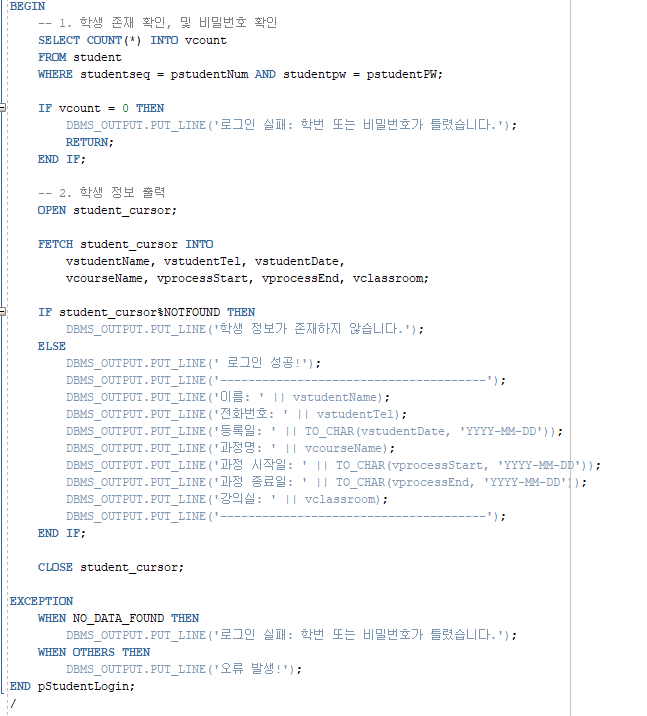 BEGIN
-- 1. 학생 존재 확인, 및 비밀번호 확인
SELECT COUNT(*) INTO vcount
FROM student
WHERE studentseq = pstudentNum AND studentpw = pstudentPW;
IF vcount = 0 THEN
DBMS_OUTPUT.PUT_LINE('로그인 실패: 학번 또는 비밀번호가 틀렸습니다.');
RETURN;
END IF;
-- 2. 학생 정보 출력
OPEN student_cursor;
FETCH student_cursor INTO
vstudentName, vstudentTel, vstudentDate,
vcourseName, vprocessStart, vprocessEnd, vclassroom;
IF student_cursor%NOTFOUND THEN
DBMS_OUTPUT.PUT_LINE('학생 정보가 존재하지 않습니다.');
ELSE
DBMS_OUTPUT.PUT_LINE(' 로그인 성공!');
DBMS_OUTPUT.PUT_LINE('--------------------------------------');
DBMS_OUTPUT.PUT_LINE('이름: ' || vstudentName);
DBMS_OUTPUT.PUT_LINE('전화번호: ' || vstudentTel);
DBMS_OUTPUT.PUT_LINE('등록일: ' || TO_CHAR(vstudentDate, 'YYYY-MM-DD'));
DBMS_OUTPUT.PUT_LINE('과정명: ' || vcourseName);
DBMS_OUTPUT.PUT_LINE('과정 시작일: ' || TO_CHAR(vprocessStart, 'YYYY-MM-DD'));
DBMS_OUTPUT.PUT_LINE('과정 종료일: ' || TO_CHAR(vprocessEnd, 'YYYY-MM-DD'));
DBMS_OUTPUT.PUT_LINE('강의실: ' || vclassroom);
DBMS_OUTPUT.PUT_LINE('--------------------------------------');
END IF;
CLOSE student_cursor;
EXCEPTION
WHEN NO_DATA_FOUND THEN
DBMS_OUTPUT.PUT_LINE('로그인 실패: 학번 또는 비밀번호가 틀렸습니다.');
WHEN OTHERS THEN
DBMS_OUTPUT.PUT_LINE('오류 발생!');
END pStudentLogin;
/